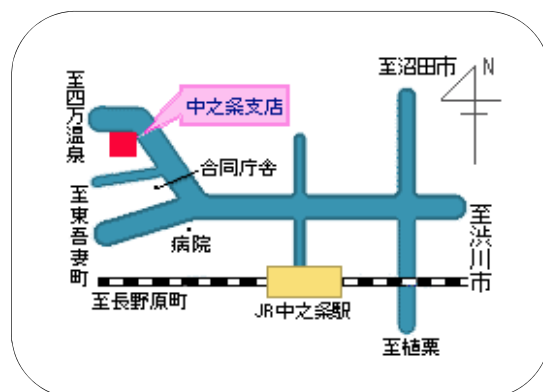 至沼田市
N
至四万温泉
中之条支店
合同庁舎
至東吾妻町
病院
至渋川市
至長野原町
JR中之条駅
至植栗